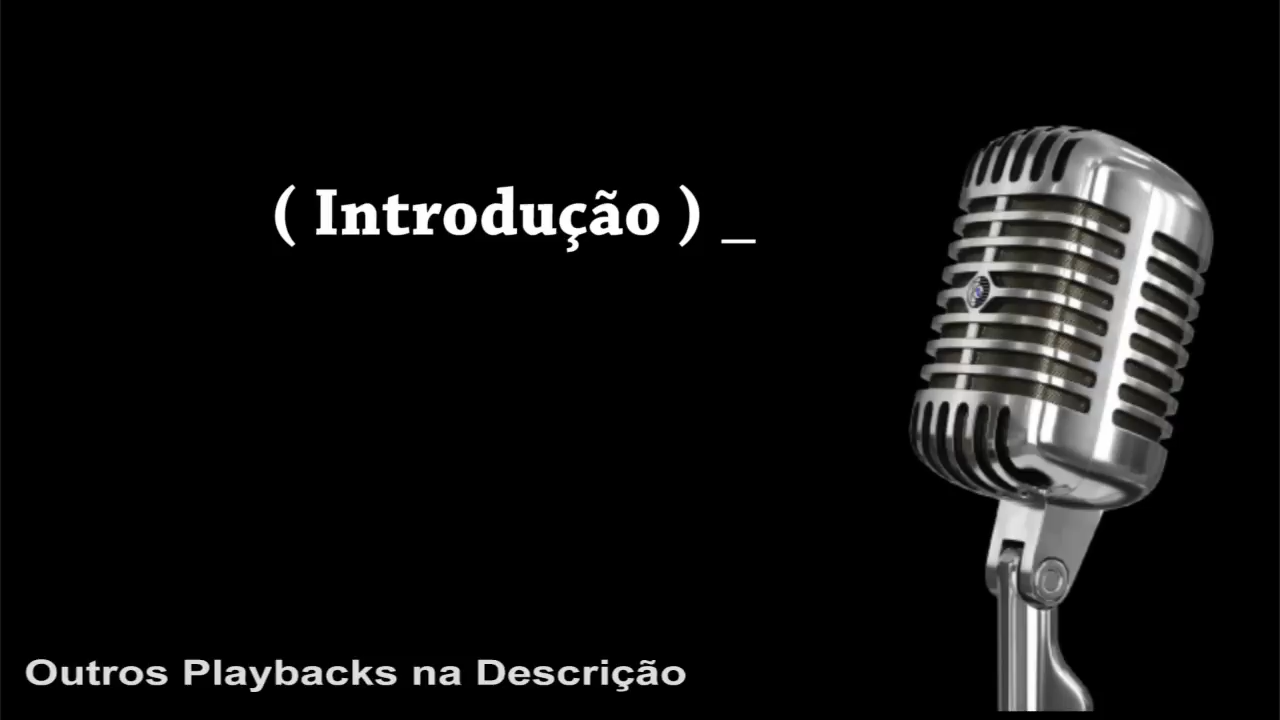 ( Introdução ) _
Outros Playbacks na Descrição